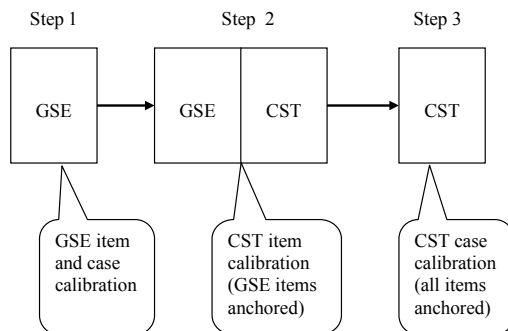 Step 1
Step 2
Step 3
GSE
GSE
CST
CST
GSE item
and case
calibration
CST item
calibration
(GSE items
anchored)
CST case
calibration
(all items
anchored)